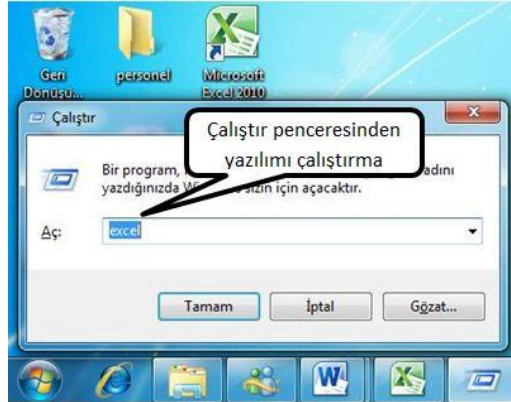 Geri
Dönüşü...
personel
Microsoft
Excel 2010
Çalıştır
Çalıştır penceresinden
yazılımı çalıştırma
Bir program, adını
yazdığınızda sizin için açacaktır.
Aç:
excel
Tamam
İptal
Gözat...